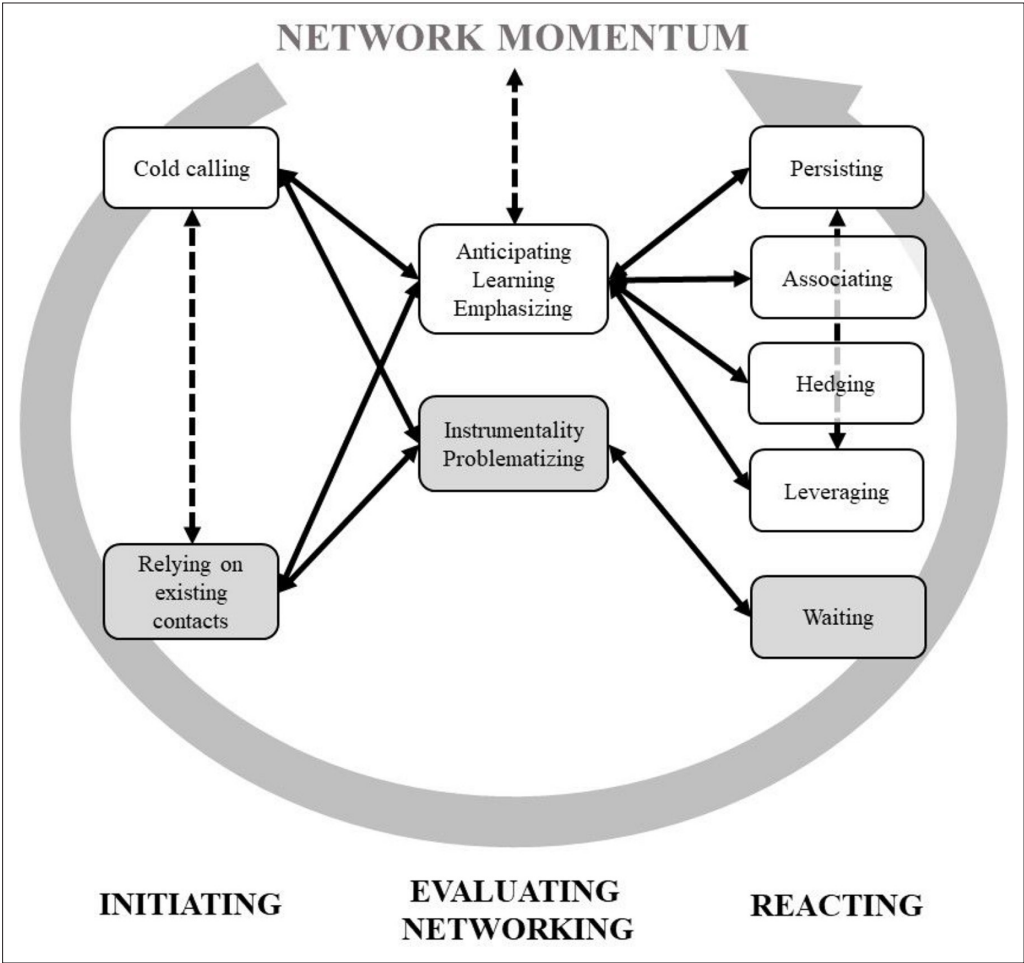 NETWORK MOMENTUM
Cold calling
Relying on
existing
contacts
Anticipating
Learning
Emphasizing
Instrumentality
Problematizing
Persisting
Associating
Hedging
Leveraging
Waiting
INITIATING
EVALUATING
NETWORKING
REACTING